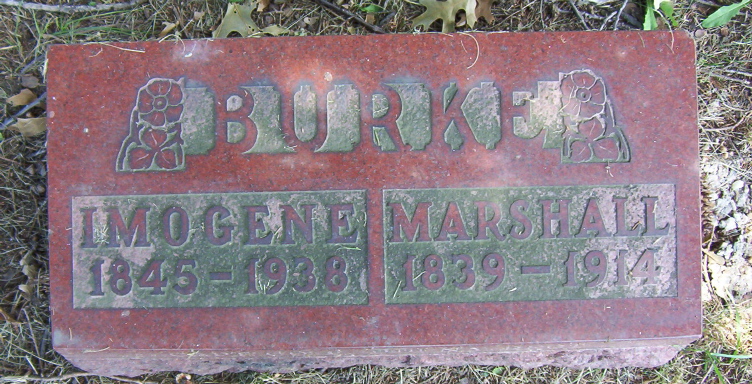 BURKE
IMOGENE
1845-1938
MARSHALL
1839-1914